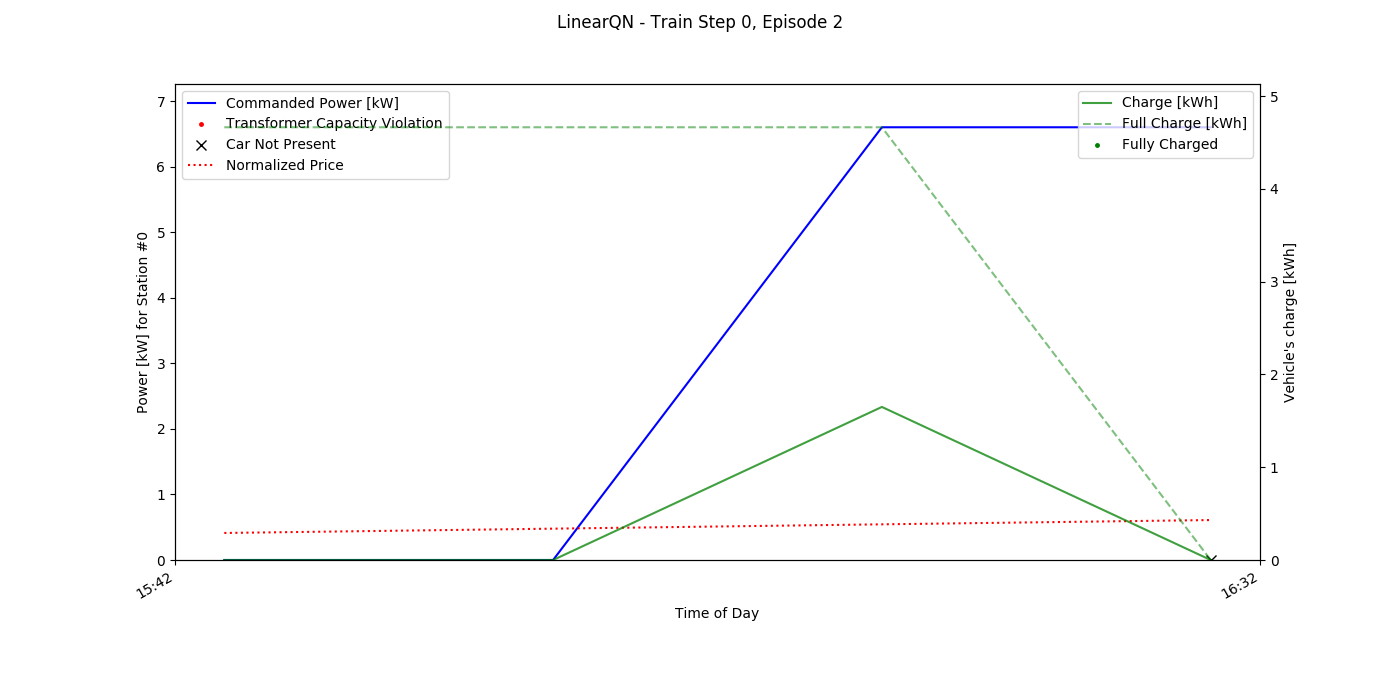 LinearQN - Train Step 0, Episode 2
Commanded Power [kW]
Transformer Capacity Violation
Car Not Present
Normalized Price
Charge [kWh]
Full Charge [kWh]
Fully Charged
7
6
5
4
3
2
1
0
Power [kW] for Station #0
5
4
3
2
1
0
Vehicle's charge [kWh]
15:42
16:32
Time of Day